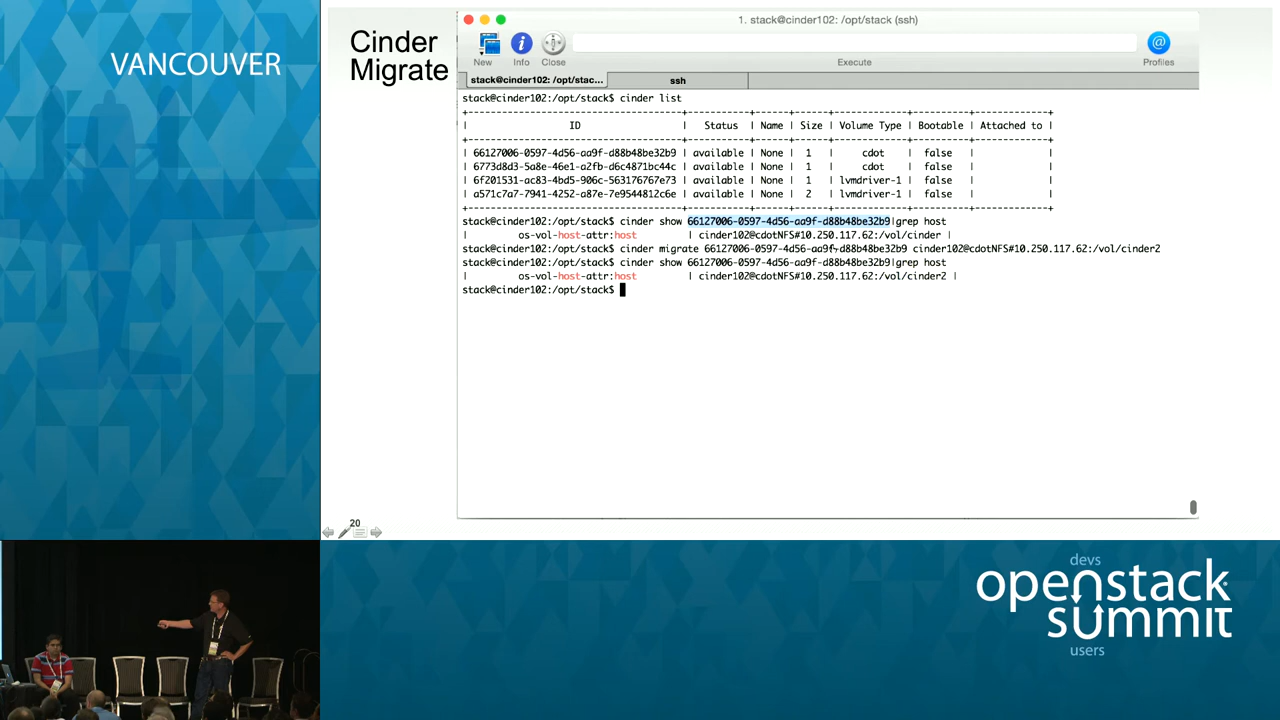 VANCOUVER
Cinder
Migrate
1. stack@cinder102: /opt/stack (ssh)
New
Info
Close
Execute
Profiles
stack@cinder102: /opt/stac...
ssh
stack@cinder102:/opt/stack$ cinder list
| ID | Status | Name | Size | Volume Type | Bootable | Attached to |
| 66127006-0597-4d56-aa9f-d88b48be32b9 | available | None | 1 | cdot | false | |
| 6773d8d3-5a8e-46e1-a2fb-d6c4871bc44c | available | None | 1 | cdot | false | |
| 6f201531-ac83-4bd5-906c-563176767e73 | available | None | 1 | lvmdriver-1 | false | |
| a571c7a7-7941-4252-a87e-7e9544812c6e | available | None | 2 | lvmdriver-1 | false | |
stack@cinder102:/opt/stack$ cinder show 66127006-0597-4d56-aa9f-d88b48be32b9|grep host
| os-vol-host-attr:host | cinder102@cdotNFS#10.250.117.62:/vol/cinder |
stack@cinder102:/opt/stack$ cinder migrate 66127006-0597-4d56-aa9f-d88b48be32b9 cinder102@cdotNFS#10.250.117.62:/vol/cinder2
stack@cinder102:/opt/stack$ cinder show 66127006-0597-4d56-aa9f-d88b48be32b9|grep host
| os-vol-host-attr:host | cinder102@cdotNFS#10.250.117.62:/vol/cinder2 |
stack@cinder102:/opt/stack$
20
devs
openstack
summit
users